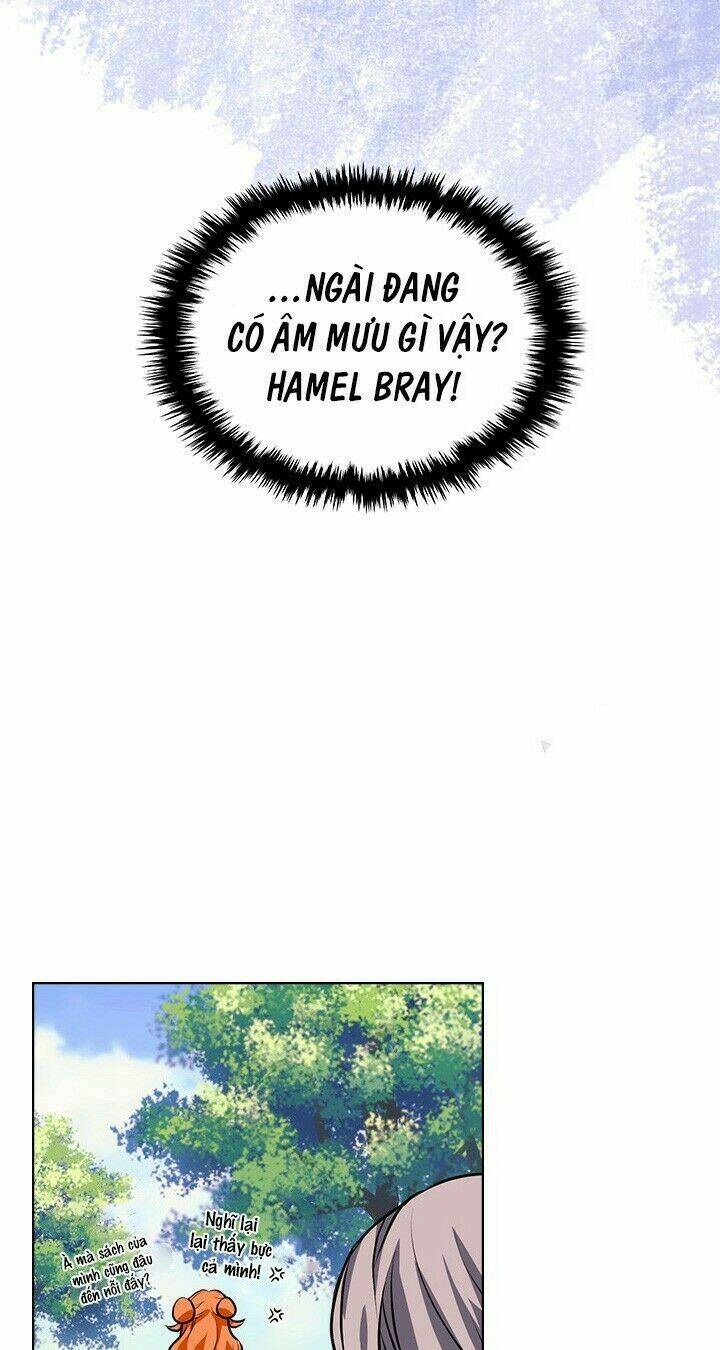 ...NGÀI ĐANG
CÓ ÂM MƯU GÌ VẬY?
HAMEL BRAY!
À mà sách của
mình cũng đâu
đến nỗi đấy?
Nghĩ lại
lại thấy bực
cả mình!